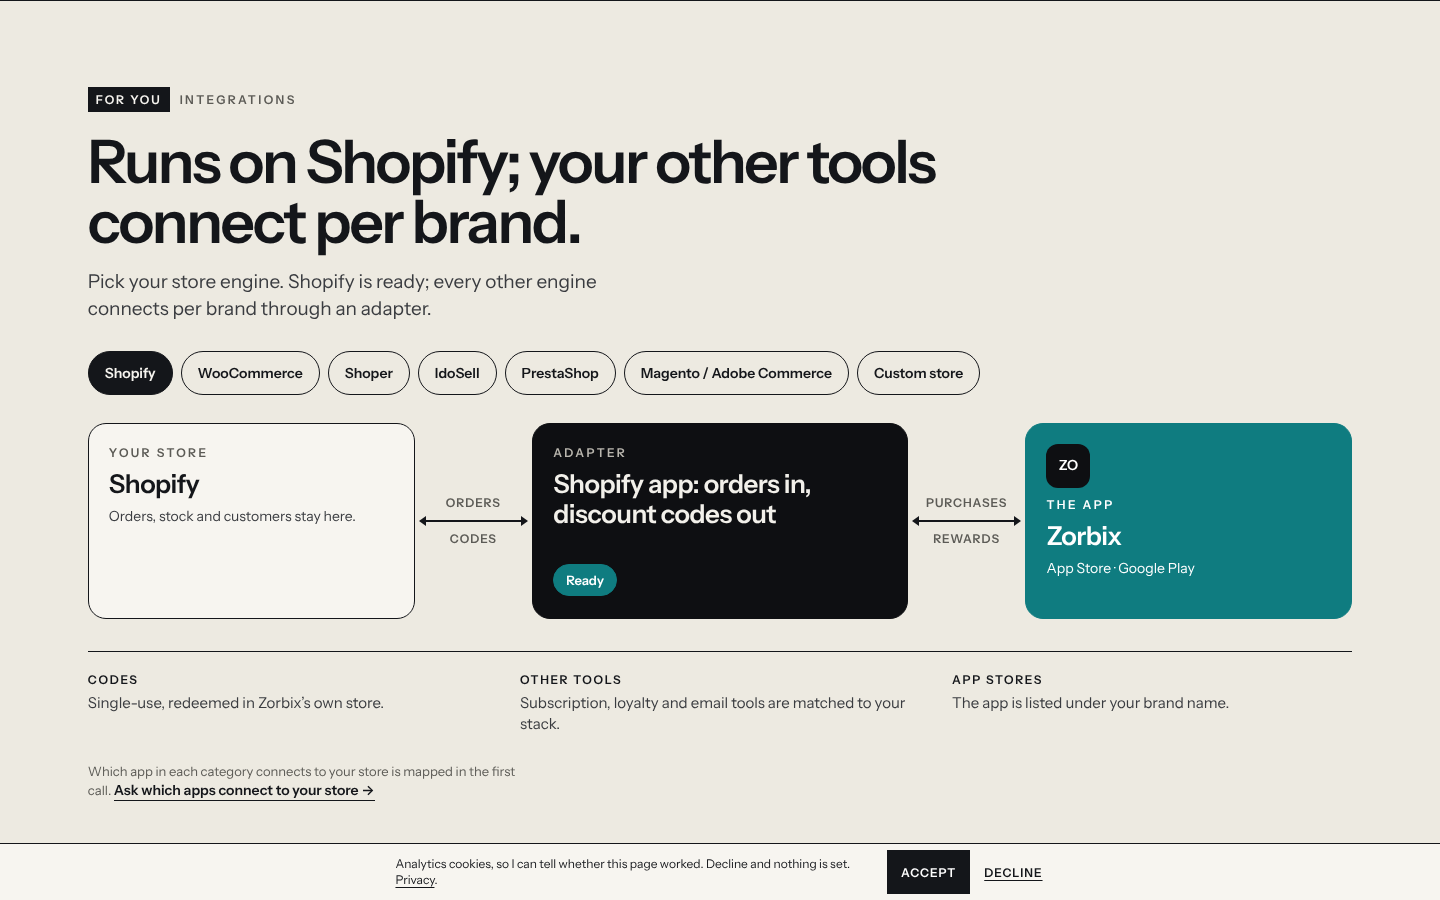 FOR YOU INTEGRATIONS
Runs on Shopify; your other tools
connect per brand.
Pick your store engine. Shopify is ready; every other engine
connects per brand through an adapter.
Shopify WooCommerce Shoper IdoSell PrestaShop Magento / Adobe Commerce Custom store
YOUR STORE
Shopify
Orders, stock and customers stay here.
ORDERS
CODES
ADAPTER
Shopify app: orders in,
discount codes out
Ready
PURCHASES
REWARDS
ZO
THE APP
Zorbix
App Store · Google Play
CODES
Single-use, redeemed in Zorbix’s own store.
OTHER TOOLS
Subscription, loyalty and email tools are matched to your
stack.
APP STORES
The app is listed under your brand name.
Which app in each category connects to your store is mapped in the first
call. Ask which apps connect to your store →
Analytics cookies, so I can tell whether this page worked. Decline and nothing is set.
Privacy.
ACCEPT DECLINE